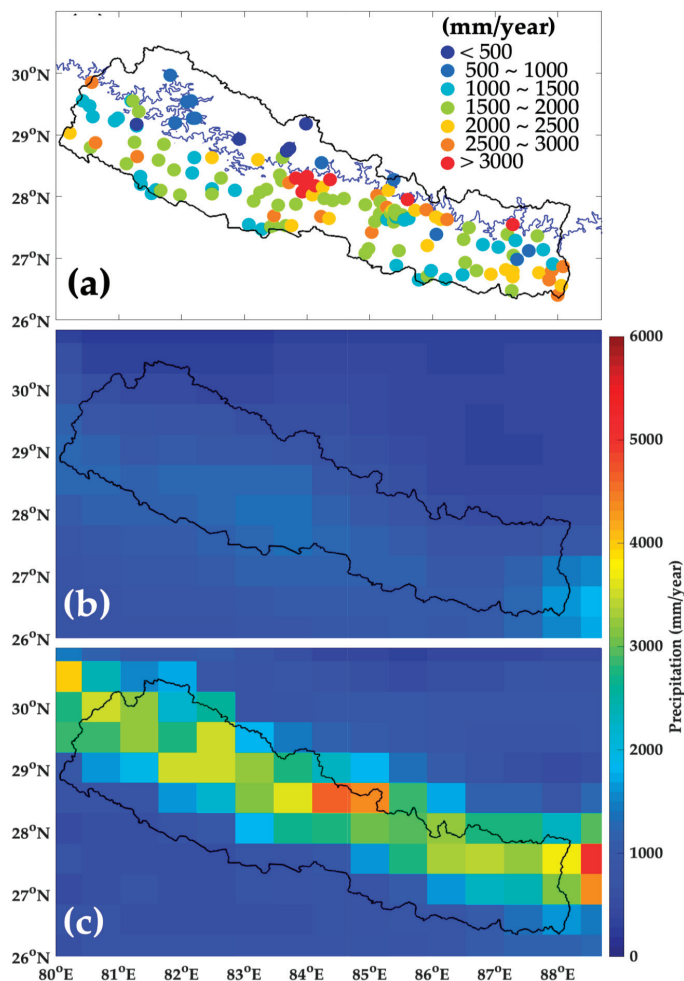 (mm/year)
< 500
500 ~ 1000
1000 ~ 1500
1500 ~ 2000
2000 ~ 2500
2500 ~ 3000
> 3000
30°N
29°N
28°N
27°N
26°N
(a)
30°N
29°N
28°N
27°N
26°N
(b)
30°N
29°N
28°N
27°N
26°N
(c)
80°E 81°E 82°E 83°E 84°E 85°E 86°E 87°E 88°E
6000
5000
4000
3000
2000
1000
0
Precipitation (mm/year)